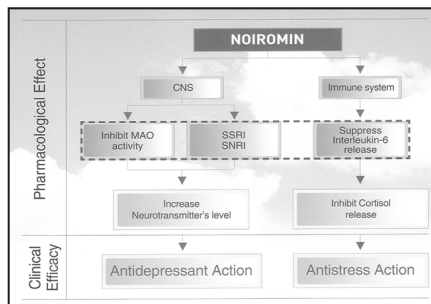 NOIROMIN
CNS
Immune system
Inhibit MAO
activity
SSRI
SNRI
Suppress
Interleukin-6
release
Increase
Neurotransmitter's level
Inhibit Cortisol
release
Antidepressant Action
Antistress Action
Pharmacological Effect
Clinical
Efficacy